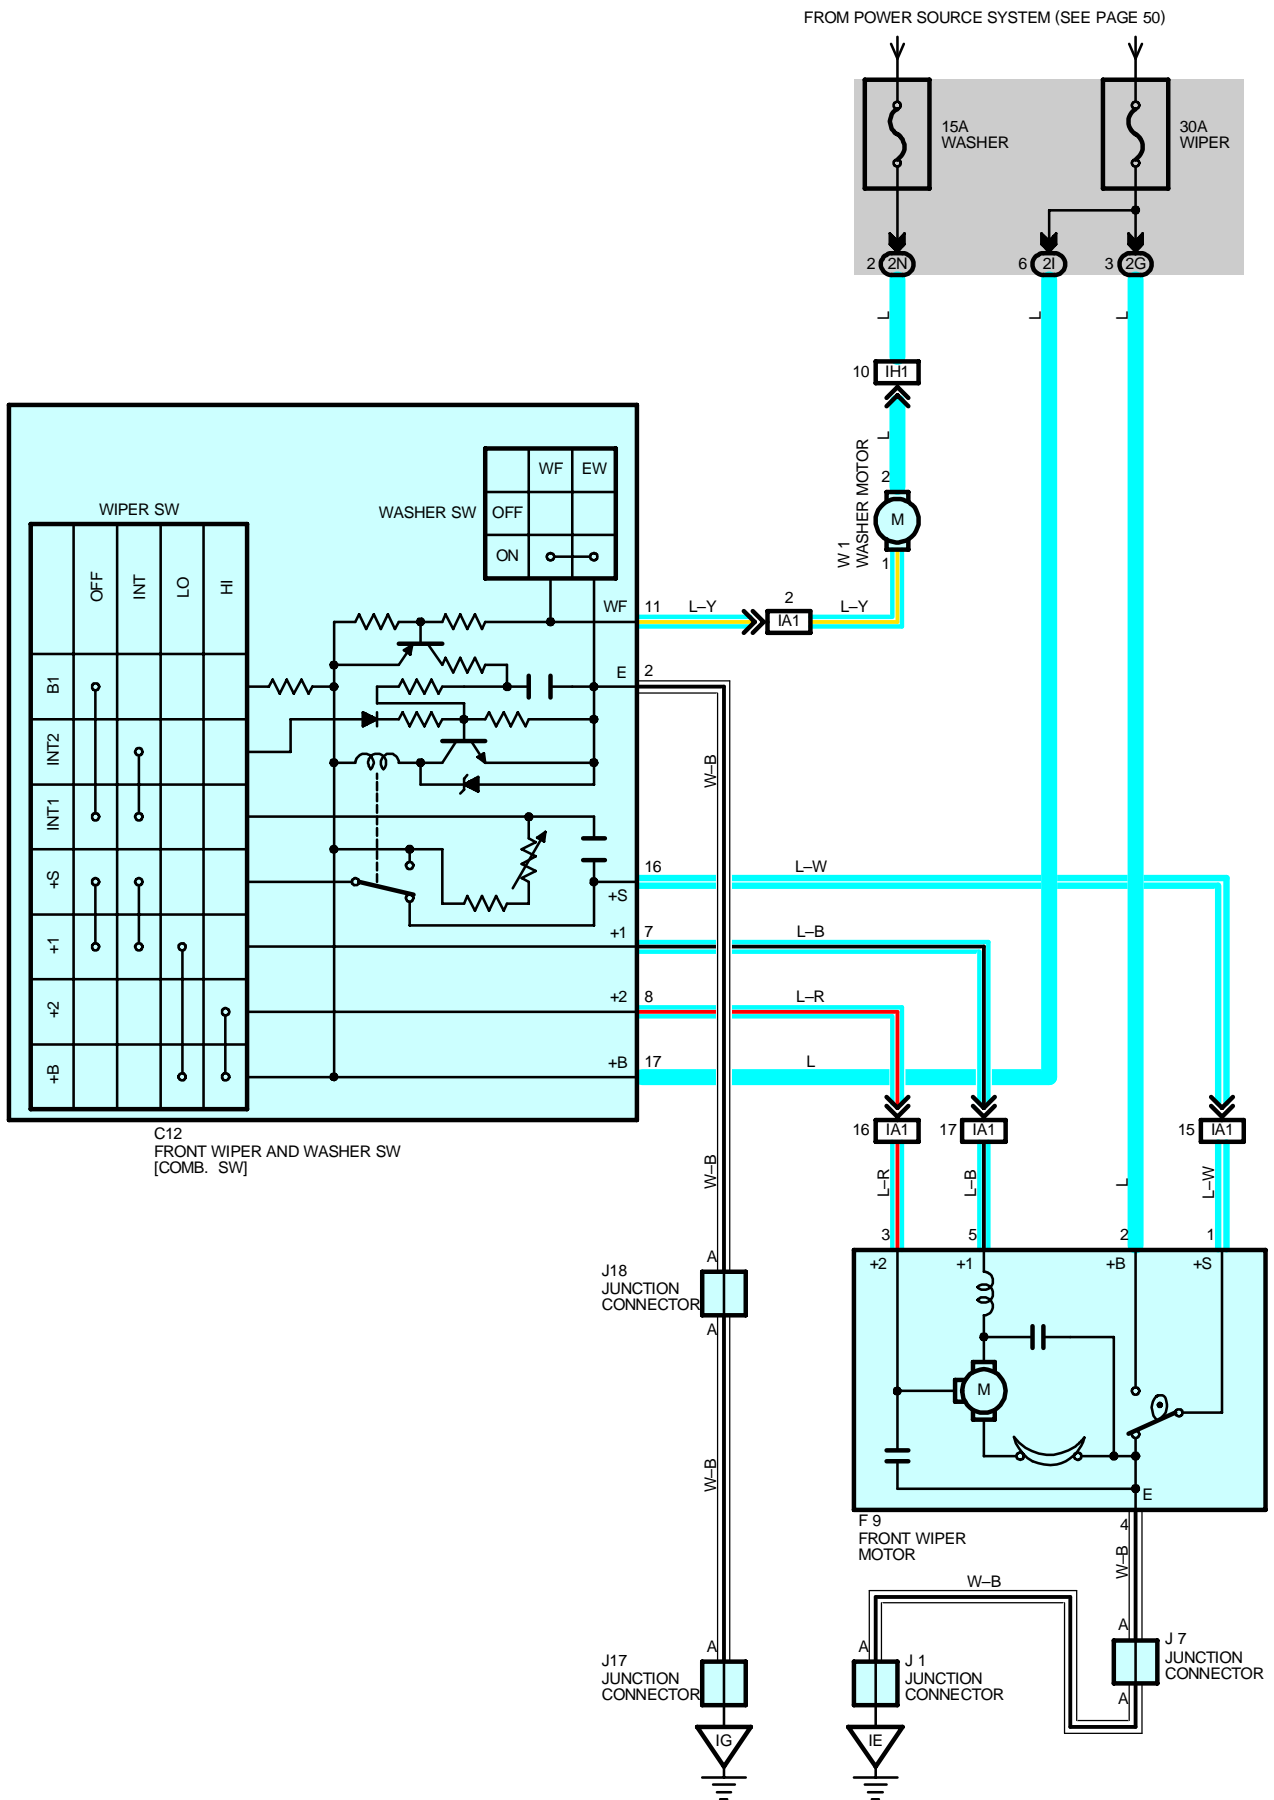 FROM POWER SOURCE SYSTEM (SEE PAGE 50)
15A
WASHER
30A
WIPER
2 2N
6 2I
3 2G
L
L
L
10 IH1
L
W 1
WASHER MOTOR
2
M
1
WF EW
OFF
ON
WASHER SW
WIPER SW
OFF INT LO HI
B1
INT2
INT1
+S
+1
+2
+B
WF 11 L–Y
2
IA1
L–Y
E 2
W–B
16 L–W
+S
+1 7 L–B
+2 8 L–R
+B 17 L
C12
FRONT WIPER AND WASHER SW
[COMB. SW]
16 IA1
17 IA1
15 IA1
W–B
L–R
L–B
L
L–W
3 5 2 1
+2 +1 +B +S
A
J18
JUNCTION
CONNECTOR
A
M
W–B
E
F 9
FRONT WIPER
MOTOR
4
W–B
W–B
A
J 7
JUNCTION
CONNECTOR
A
A
J17
JUNCTION
CONNECTOR
A
J 1
JUNCTION
CONNECTOR
IG
IE